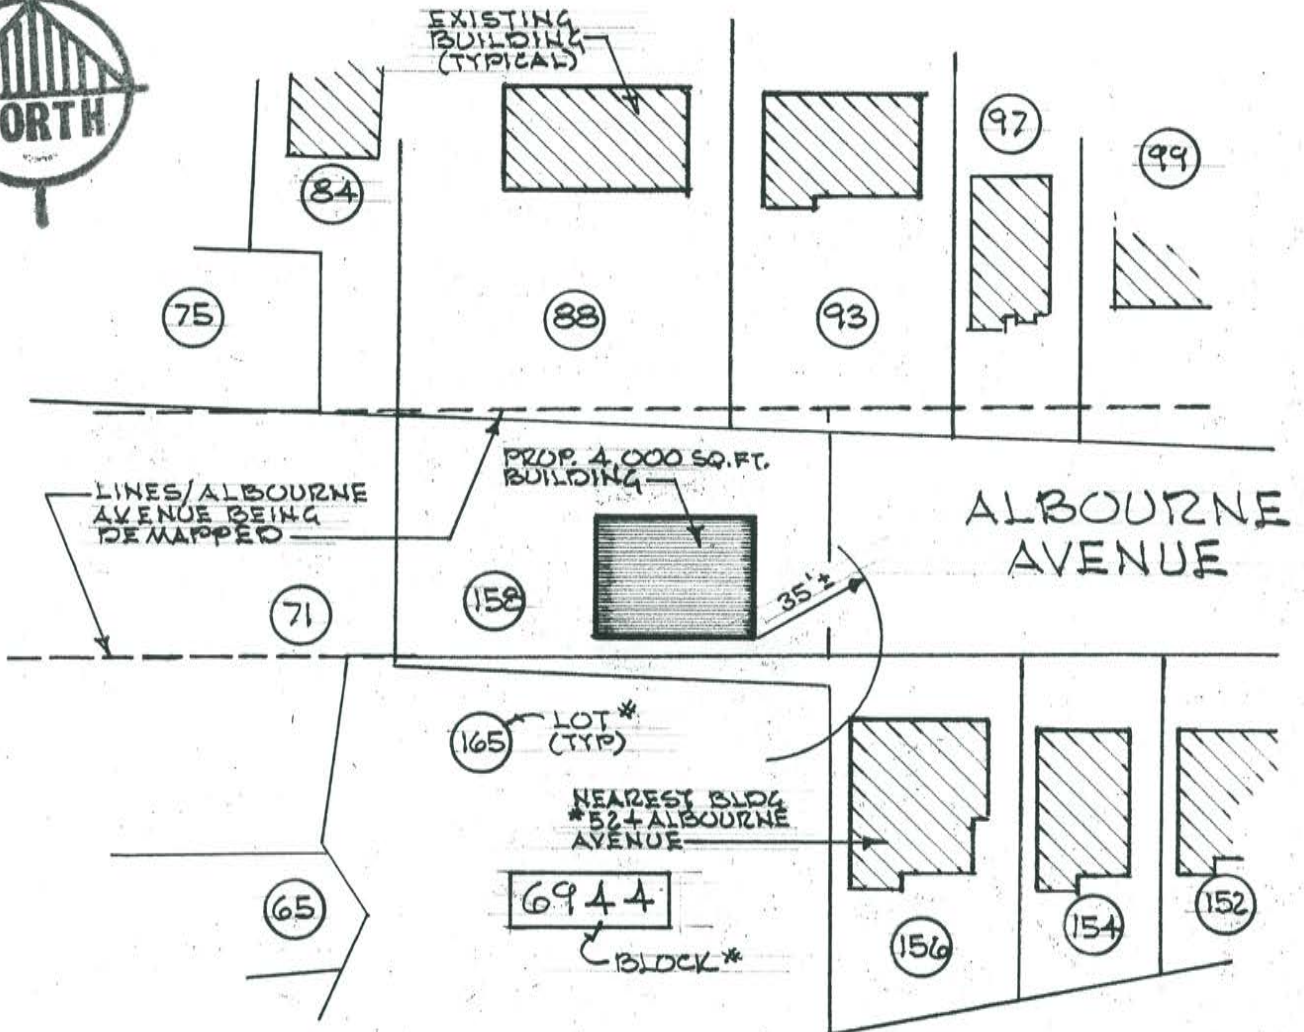 EXISTING
BUILDING
(TYPICAL)
ORTH
84
97
99
75
88
93
PROP. 4,000 SQ.FT.
BUILDING
LINES/ALBOURNE
AVENUE BEING
DEMAPPED
ALBOURNE
AVENUE
35'±
71
158
165
LOT #
(TYP)
NEAREST BLDG
#524 ALBOURNE
AVENUE
6944
BLOCK #
65
156
154
152